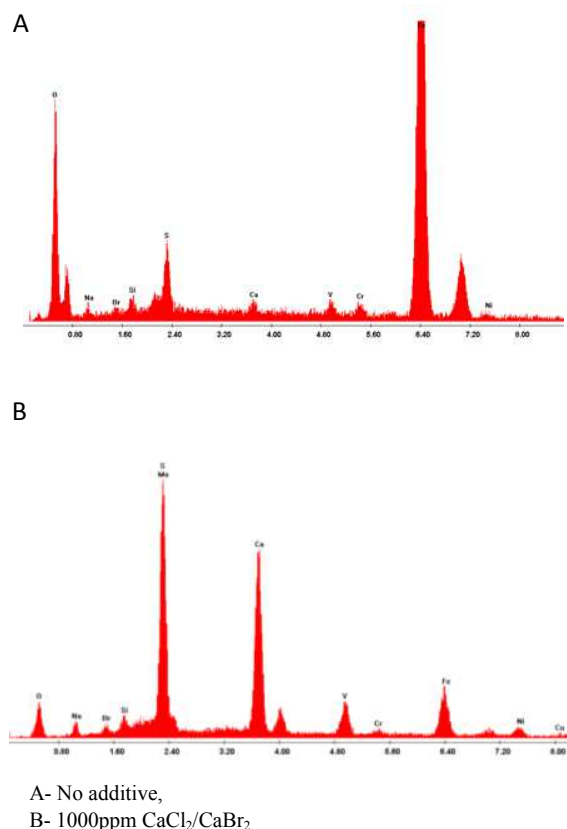 A
O
S
Na
Br
Si
Ca
V
Cr
Ni
0.80 1.60 2.40 3.20 4.00 4.80 5.60 6.40 7.20 8.00
B
S
Mo
Ca
O
Na
Br
Si
V
Cr
Fe
Ni
Cu
0.80 1.60 2.40 3.20 4.00 4.80 5.60 6.40 7.20 8.00
A- No additive,
B- 1000ppm CaCl₂/CaBr₂